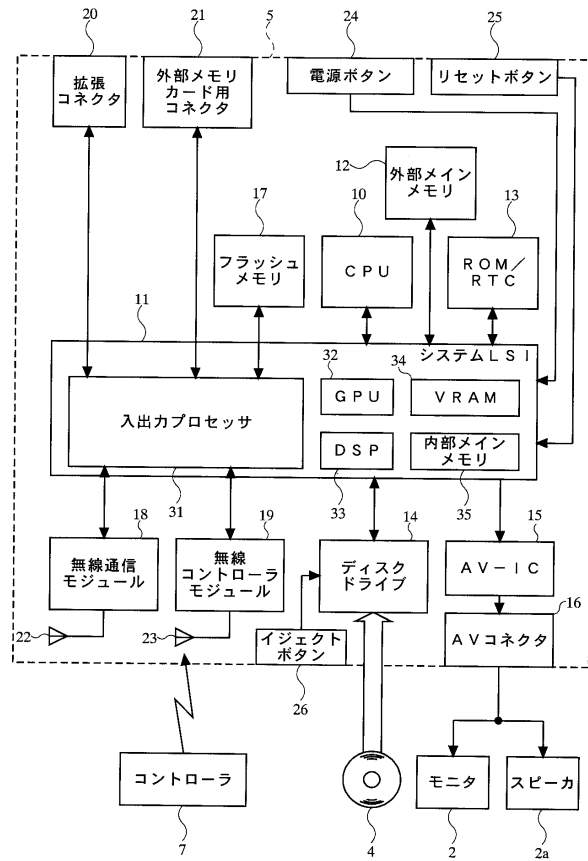 20
21
5
24
25
拡張
コネクタ
外部メモリ
カード用
コネクタ
電源ボタン
リセットボタン
12
外部メイン
メモリ
17
10
13
フラッシュ
メモリ
CPU
ROM/
RTC
11
システムLSI
32
34
GPU
VRAM
入出力プロセッサ
DSP
内部メイン
メモリ
31
33
35
18
19
14
15
無線通信
モジュール
無線
コントローラ
モジュール
ディスク
ドライブ
AV-IC
16
22
23
イジェクト
ボタン
AVコネクタ
26
コントローラ
モニタ
スピーカ
7
4
2
2a